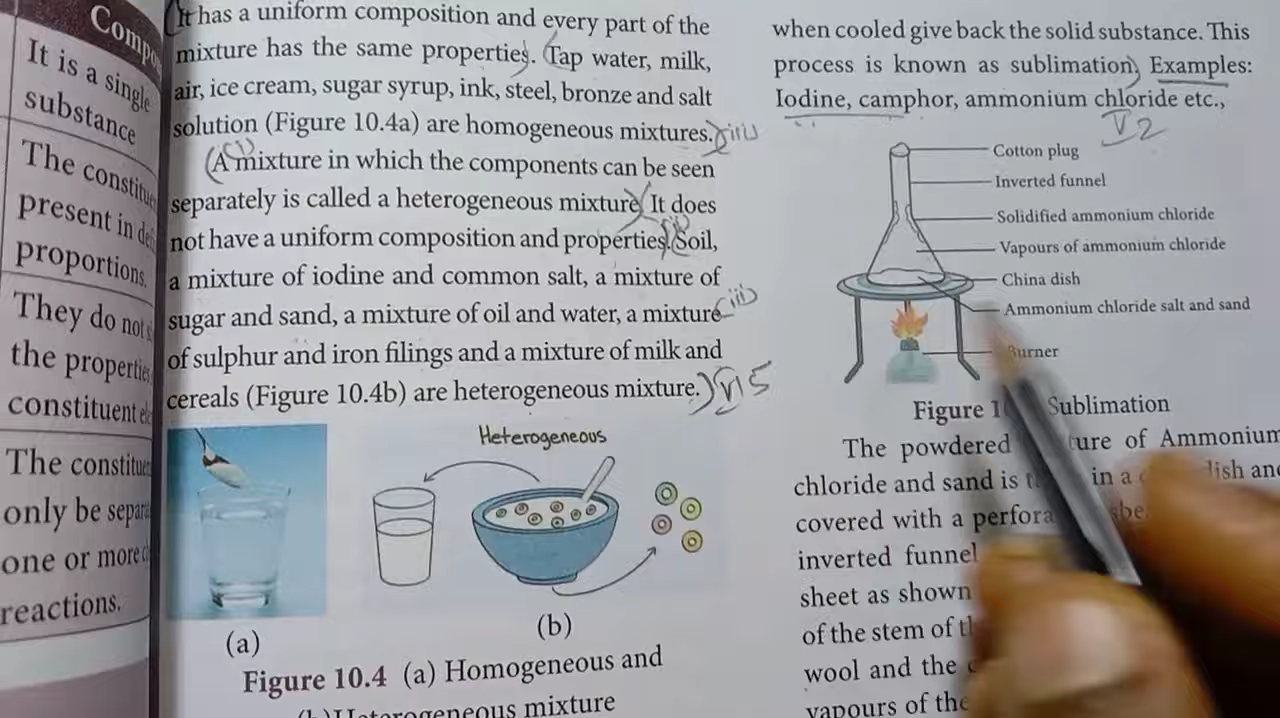 It is a single
substance
present in
proportions.
They do not
the properties
constituent
The constitue
only be separa
one or more
reactions.
It has a uniform composition and every part of the
mixture has the same properties. Tap water, milk,
air, ice cream, sugar syrup, ink, steel, bronze and salt
solution (Figure 10.4a) are homogeneous mixtures.
A mixture in which the components can be seen
separately is called a heterogeneous mixture. It does
not have a uniform composition and properties. Soil,
a mixture of iodine and common salt, a mixture of
sugar and sand, a mixture of oil and water, a mixture
of sulphur and iron filings and a mixture of milk and
cereals (Figure 10.4b) are heterogeneous mixture.)
Heterogeneous
(a)
(b)
Figure 10.4 (a) Homogeneous and
(b)Heterogeneous mixture
when cooled give back the solid substance. This
process is known as sublimation. Examples:
Iodine, camphor, ammonium chloride etc.,
Cotton plug
Inverted funnel
Solidified ammonium chloride
Vapours of ammonium chloride
China dish
Ammonium chloride salt and sand
Burner
Figure 1 Sublimation
The powdered ture of Ammonium
chloride and sand is in a dish and
covered with a perfora
inverted funnel
sheet as shown
of the stem of
wool and the
vapours of the